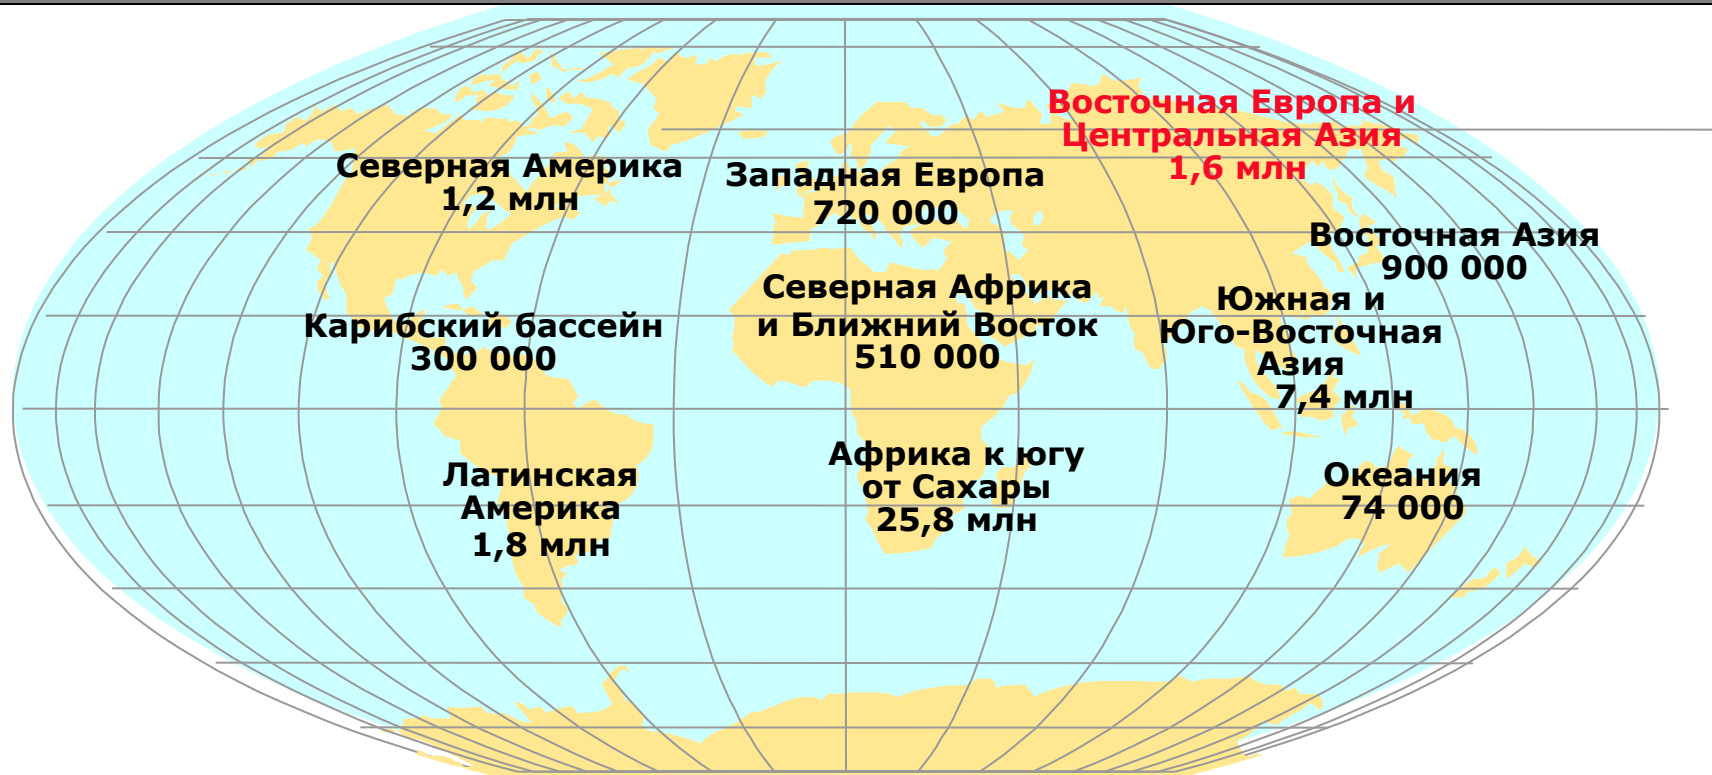 Восточная Европа и
Центральная Азия
1,6 млн
Северная Америка
1,2 млн
Западная Европа
720 000
Восточная Азия
900 000
Северная Африка
и Ближний Восток
510 000
Южная и
Юго-Восточная
Азия
7,4 млн
Карибский бассейн
300 000
Латинская
Америка
1,8 млн
Африка к югу
от Сахары
25,8 млн
Океания
74 000